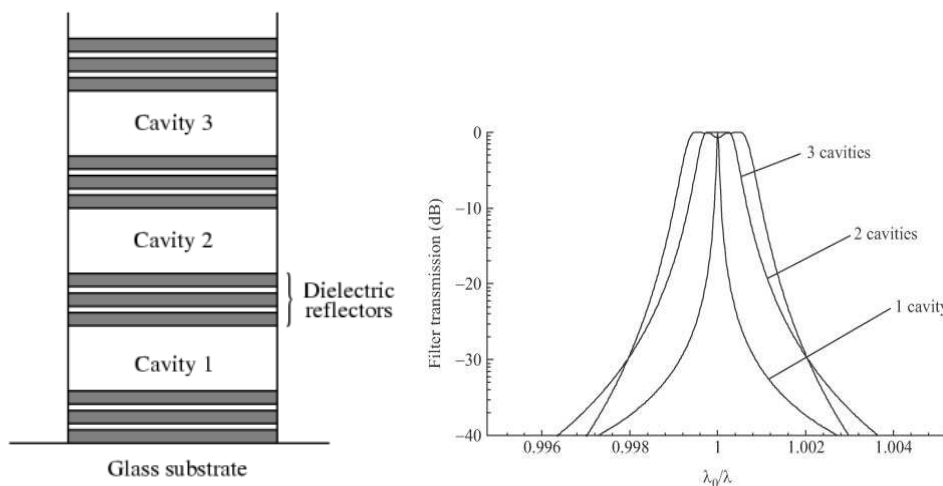 Cavity 3
Cavity 2
Dielectric
reflectors
Cavity 1
Glass substrate
Filter transmission (dB)
0
−10
−20
−30
−40
0.996
0.998
1
1.002
1.004
λ0/λ
3 cavities
2 cavities
1 cavity